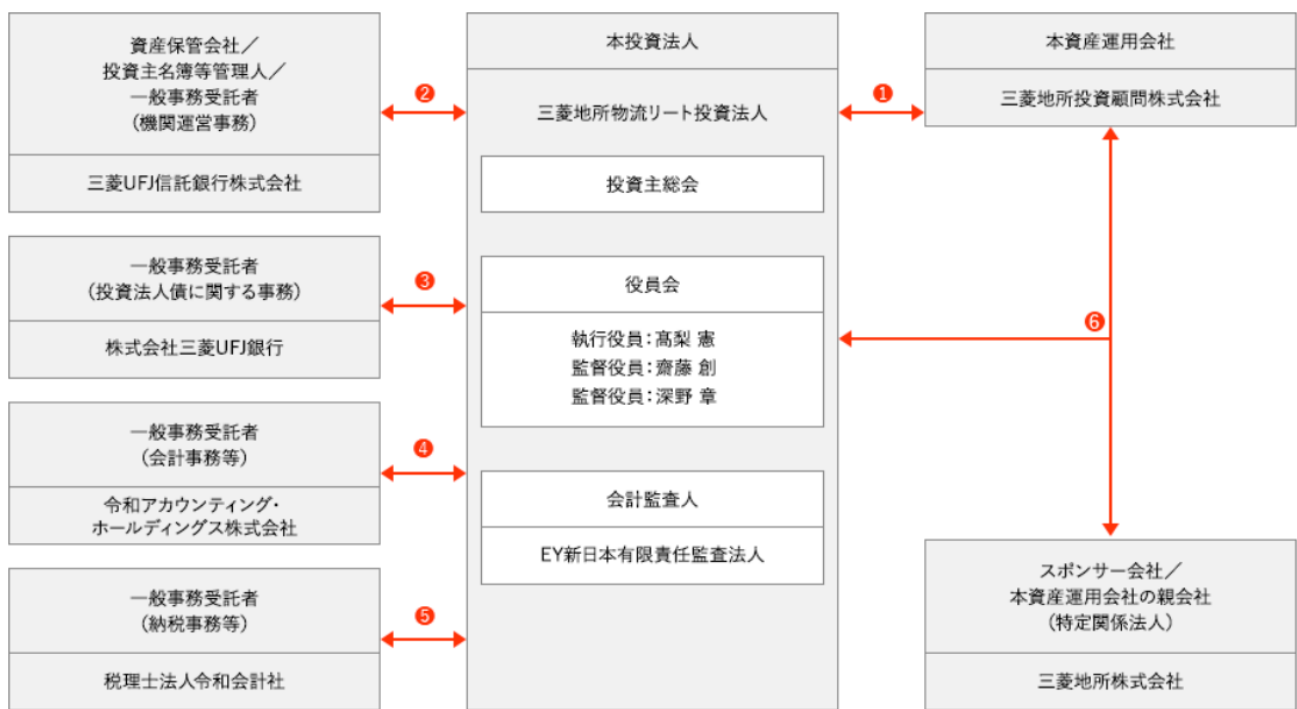 資産保管会社／
投資主名簿等管理人／
一般事務受託者
(機関運営事務)
三菱UFJ信託銀行株式会社
❷
一般事務受託者
(投資法人債に関する事務)
株式会社三菱UFJ銀行
❸
一般事務受託者
(会計事務等)
令和アカウンティング・
ホールディングス株式会社
❹
一般事務受託者
(納税事務等)
税理士法人令和会計社
❺
本投資法人
三菱地所物流リート投資法人
投資主総会
役員会
執行役員：髙梨 憲
監督役員：齋藤 創
監督役員：深野 章
会計監査人
EY新日本有限責任監査法人
❶
本資産運用会社
三菱地所投資顧問株式会社
❻
スポンサー会社／
本資産運用会社の親会社
(特定関係法人)
三菱地所株式会社